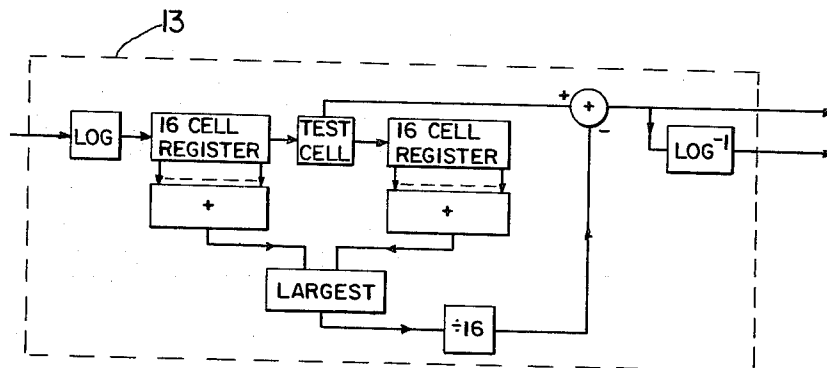 13
LOG
16 CELL
REGISTER
TEST
CELL
16 CELL
REGISTER
+
-
LOG⁻¹
+
+
+
LARGEST
÷16